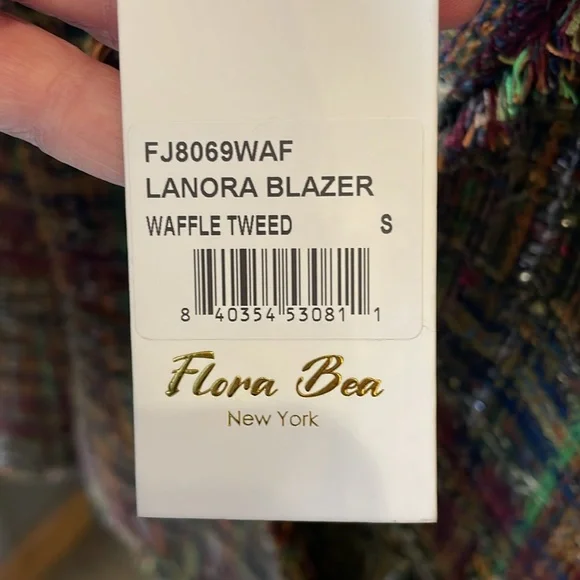 FJ8069WAF
LANORA BLAZER
WAFFLE TWEED S
8 40354 53081 1
Flora Bea
New York